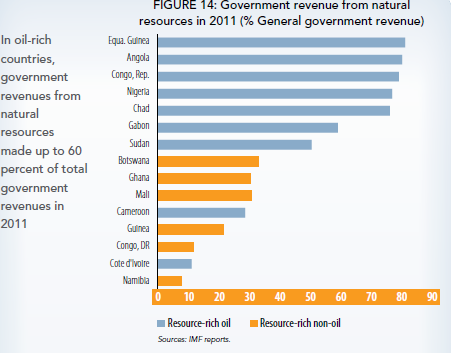 FIGURE 14: Government revenue from natural
resources in 2011 (% General government revenue)
In oil-rich
countries,
government
revenues from
natural
resources
made up to 60
percent of total
government
revenues in
2011
Equa. Guinea
Angola
Congo, Rep.
Nigeria
Chad
Gabon
Sudan
Botswana
Ghana
Mali
Cameroon
Guinea
Congo, DR
Cote d'Ivoire
Namibia
0 10 20 30 40 50 60 70 80 90
Resource-rich oil Resource-rich non-oil
Sources: IMF reports.